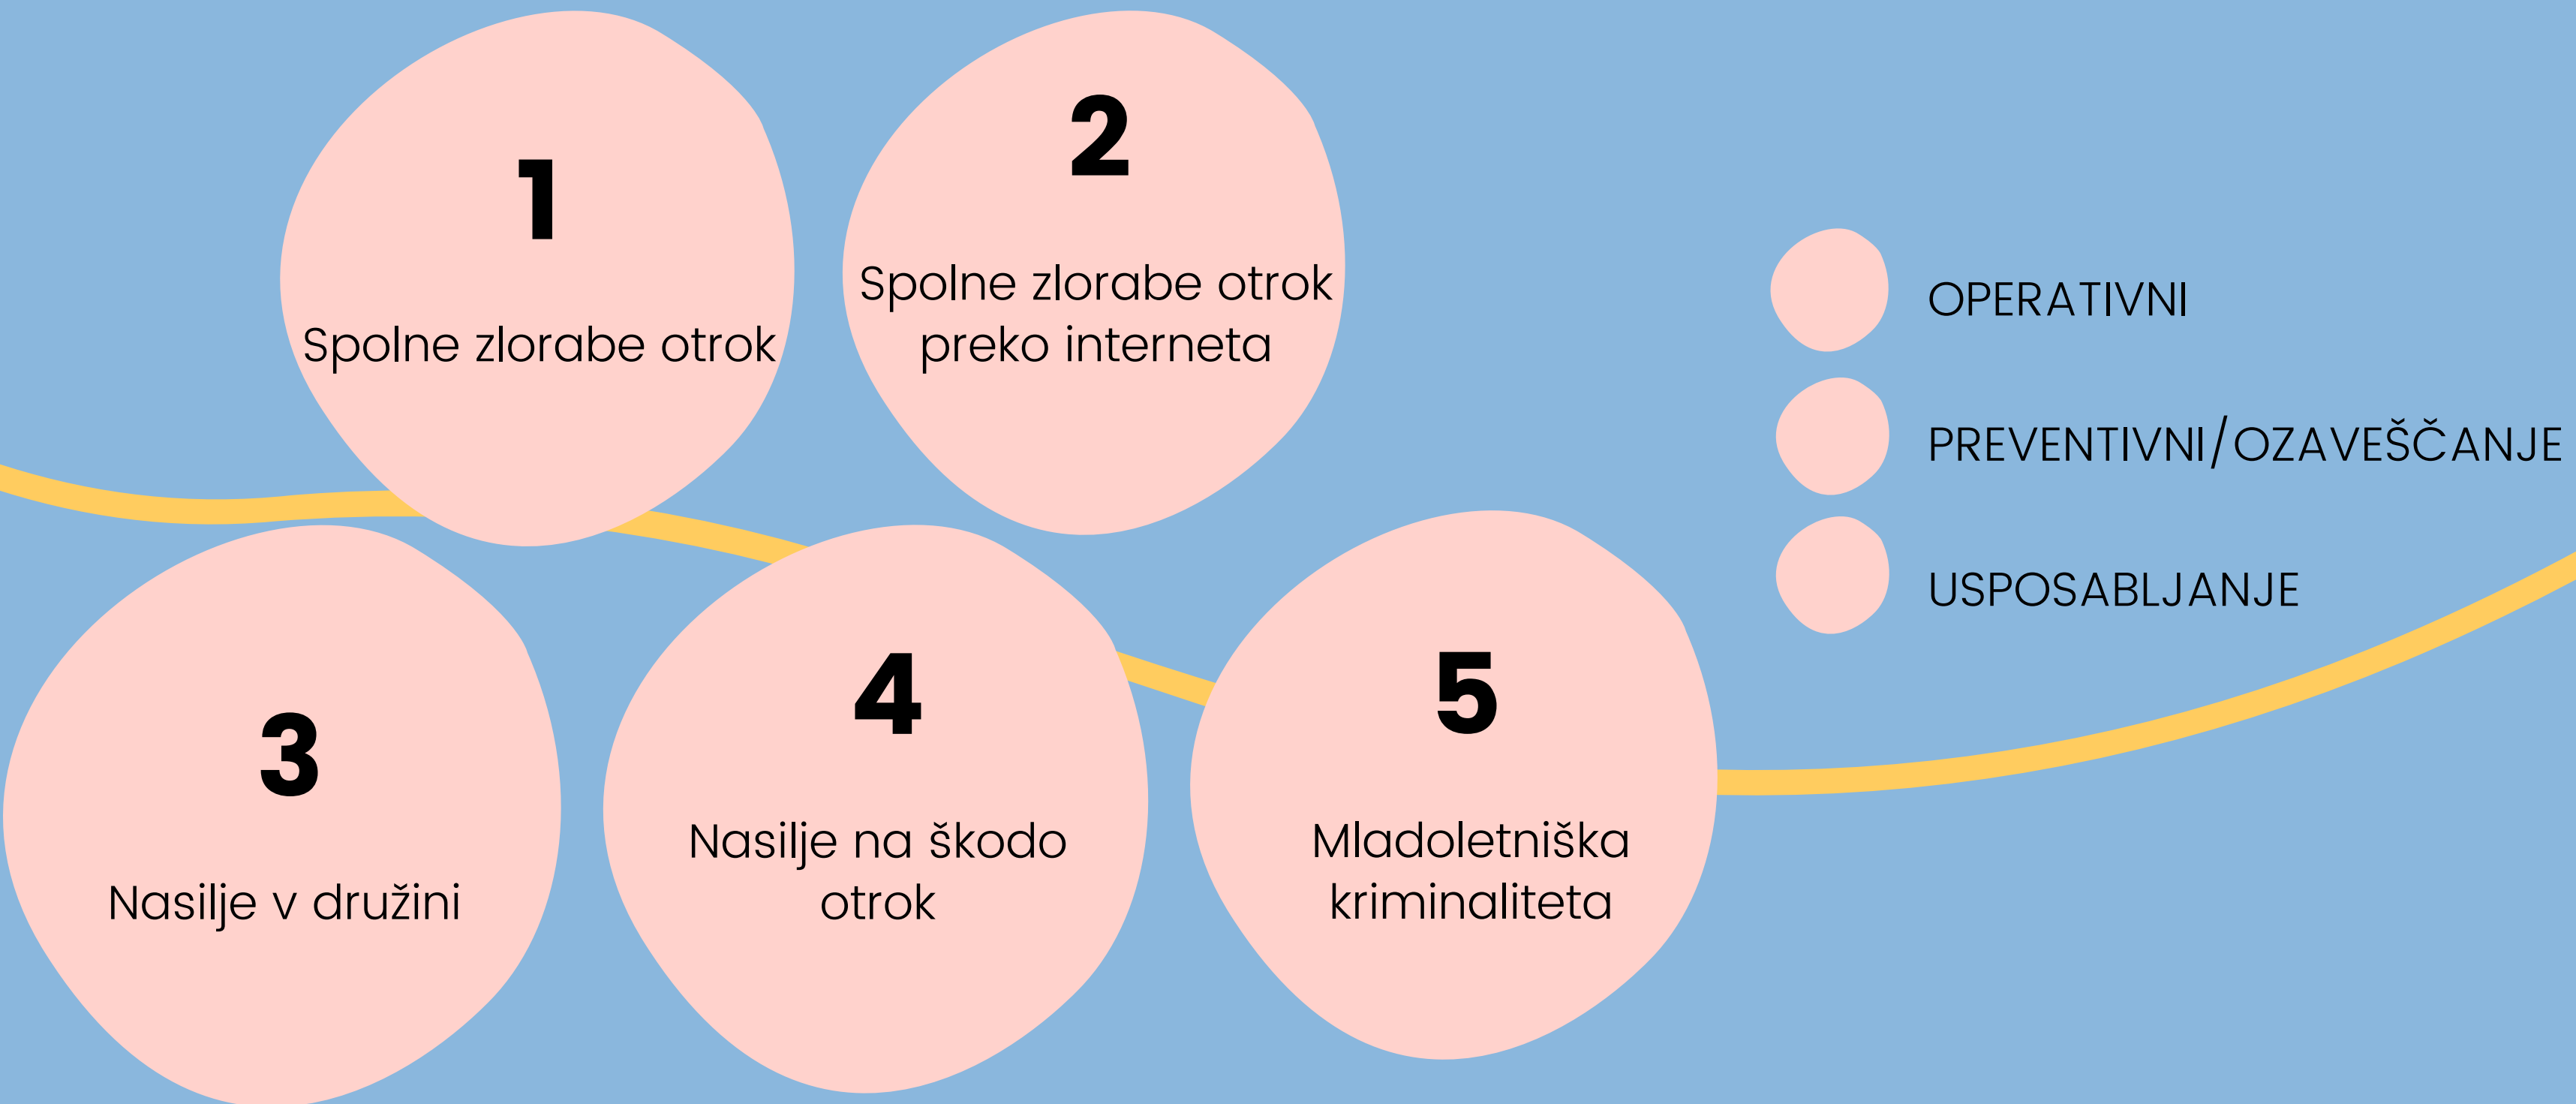 1
Spolne zlorabe otrok
2
Spolne zlorabe otrok
preko interneta
3
Nasilje v družini
4
Nasilje na škodo
otrok
5
Mladoletniška
kriminaliteta
OPERATIVNI
PREVENTIVNI/OZAVEŠČANJE
USPOSABLJANJE